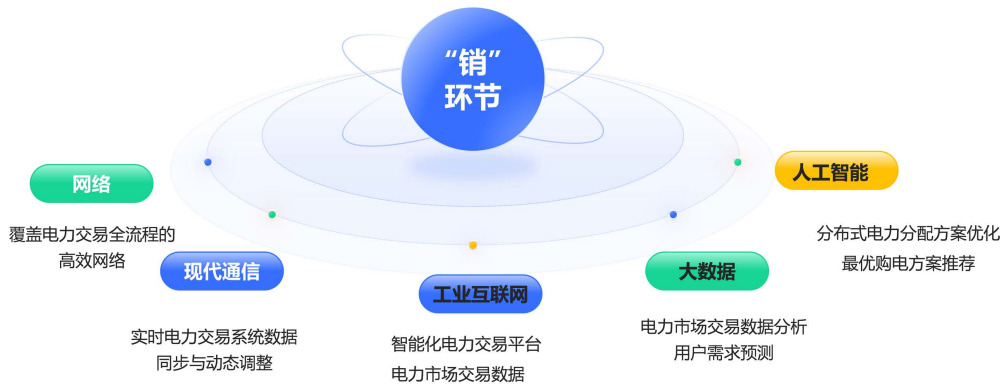 “销”
环节
网络
覆盖电力交易全流程的
高效网络
现代通信
实时电力交易系统数据
同步与动态调整
工业互联网
智能化电力交易平台
电力市场交易数据
大数据
电力市场交易数据分析
用户需求预测
人工智能
分布式电力分配方案优化
最优购电方案推荐